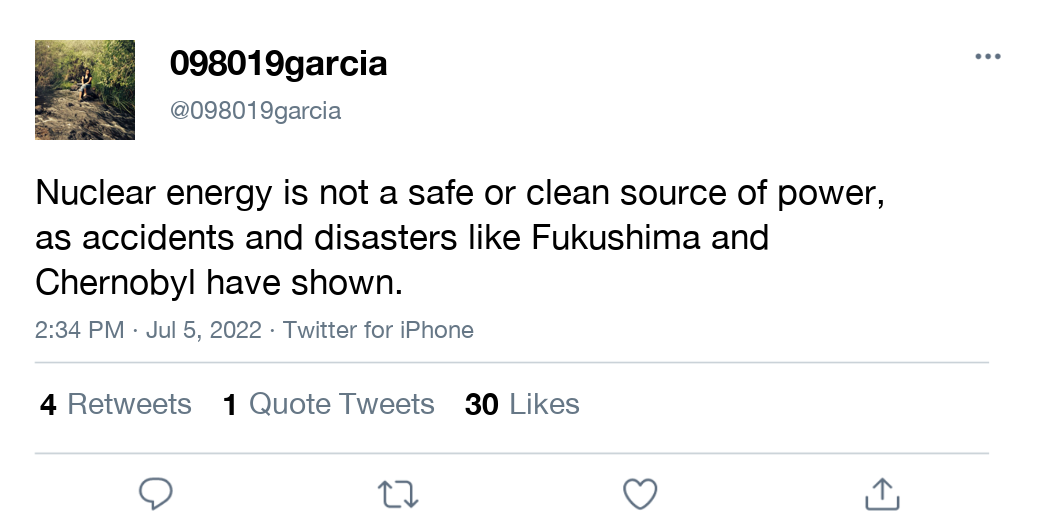 098019garcia
@098019garcia
Nuclear energy is not a safe or clean source of power,
as accidents and disasters like Fukushima and
Chernobyl have shown.
2:34 PM · Jul 5, 2022 · Twitter for iPhone
4 Retweets 1 Quote Tweets 30 Likes